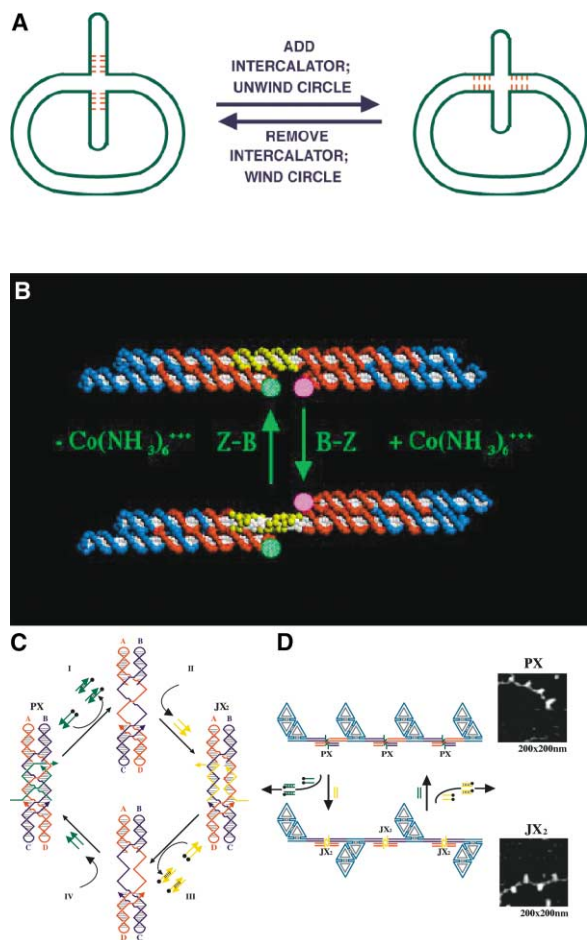 A
ADD
INTERCALATOR;
UNWIND CIRCLE
REMOVE
INTERCALATOR;
WIND CIRCLE
B
- Co(NH₃)₆⁺⁺⁺ Z-B B-Z + Co(NH₃)₆⁺⁺⁺
C
A B
I II
PX JX₂
A B A B
C D
C D C D
A B
IV III
C D
D
PX
PX PX PX
200x200nm
JX₂
JX₂ JX₂
JX₂
200x200nm